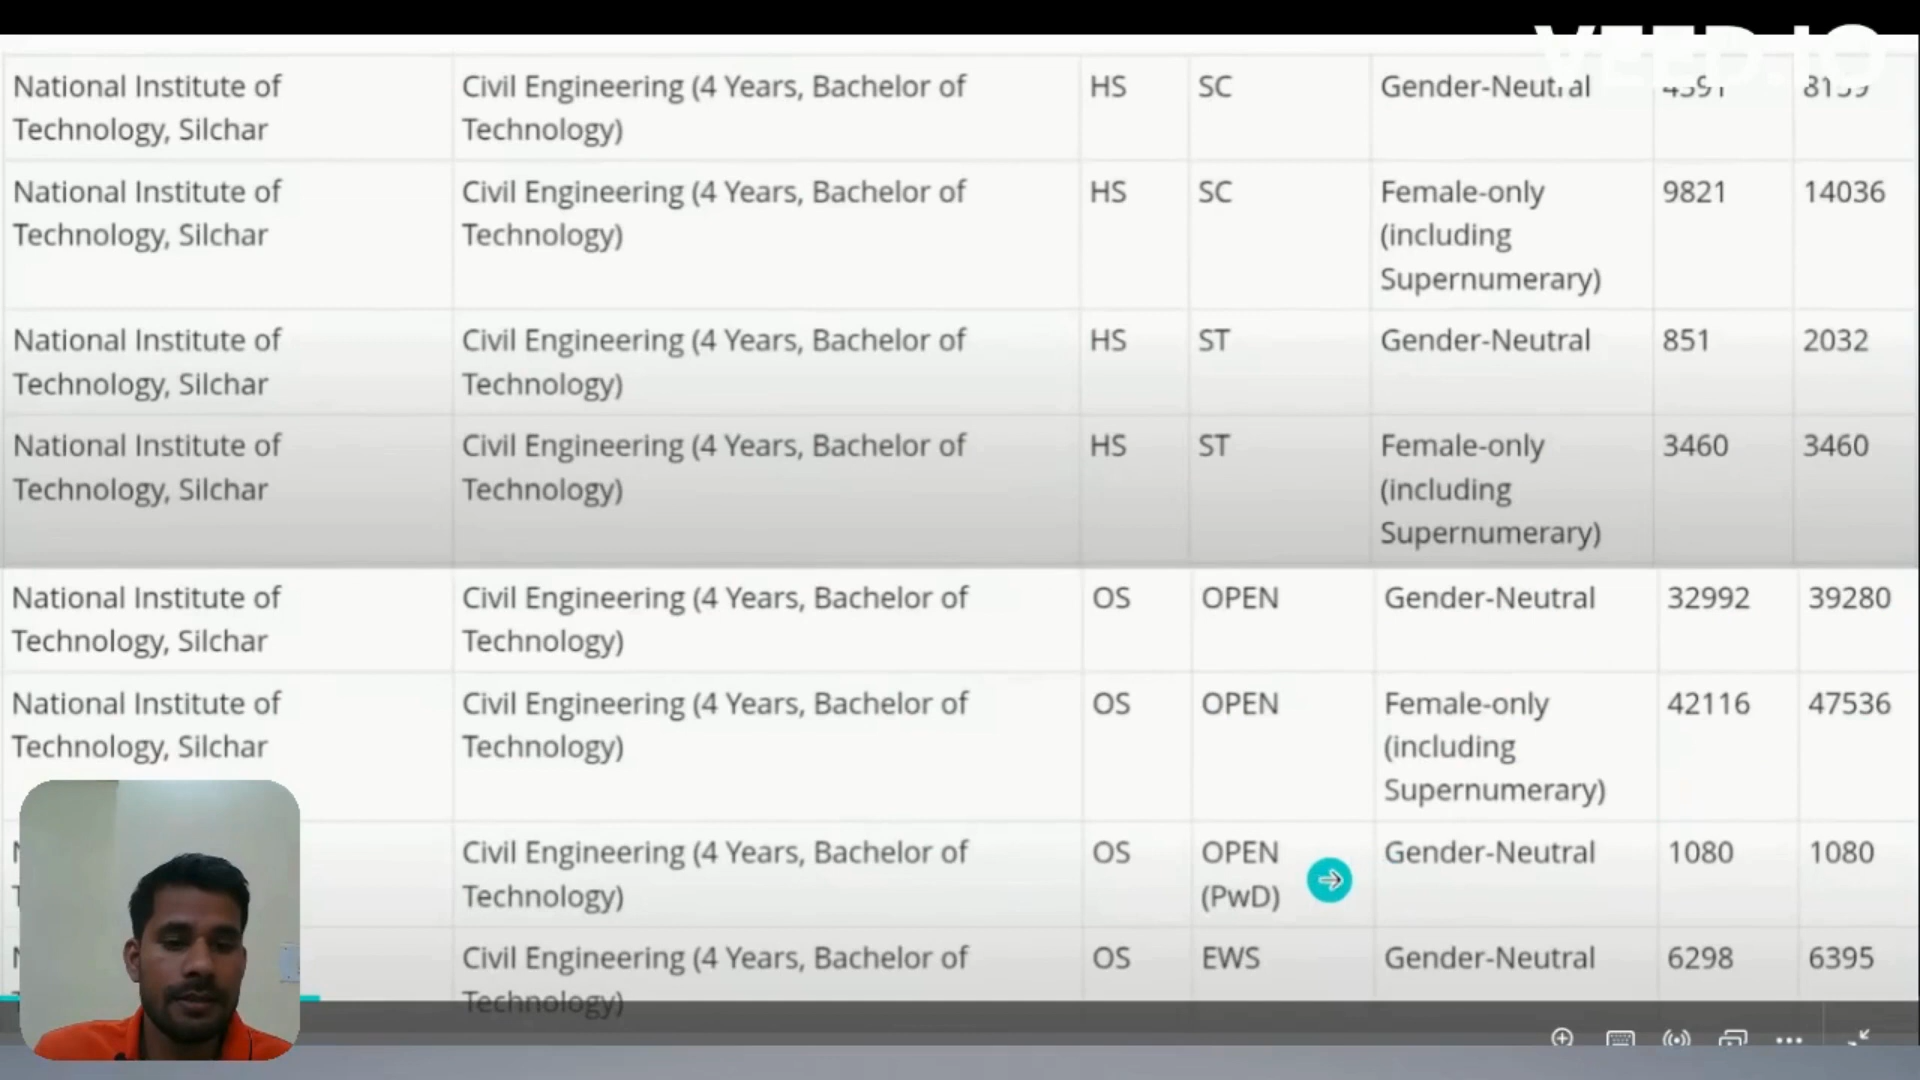 VEED.IO
National Institute of Civil Engineering (4 Years, Bachelor of HS SC Gender-Neutral 4391
Technology, Silchar Technology)
National Institute of Civil Engineering (4 Years, Bachelor of HS SC Female-only 9821 14036
Technology, Silchar Technology) (including
Supernumerary)
National Institute of Civil Engineering (4 Years, Bachelor of HS ST Gender-Neutral 851 2032
Technology, Silchar Technology)
National Institute of Civil Engineering (4 Years, Bachelor of HS ST Female-only 3460 3460
Technology, Silchar Technology) (including
Supernumerary)
National Institute of Civil Engineering (4 Years, Bachelor of OS OPEN Gender-Neutral 32992 39280
Technology, Silchar Technology)
National Institute of Civil Engineering (4 Years, Bachelor of OS OPEN Female-only 42116 47536
Technology, Silchar Technology) (including
Supernumerary)
Civil Engineering (4 Years, Bachelor of OS OPEN Gender-Neutral 1080 1080
Technology) (PwD)
Civil Engineering (4 Years, Bachelor of OS EWS Gender-Neutral 6298 6395
Technology)